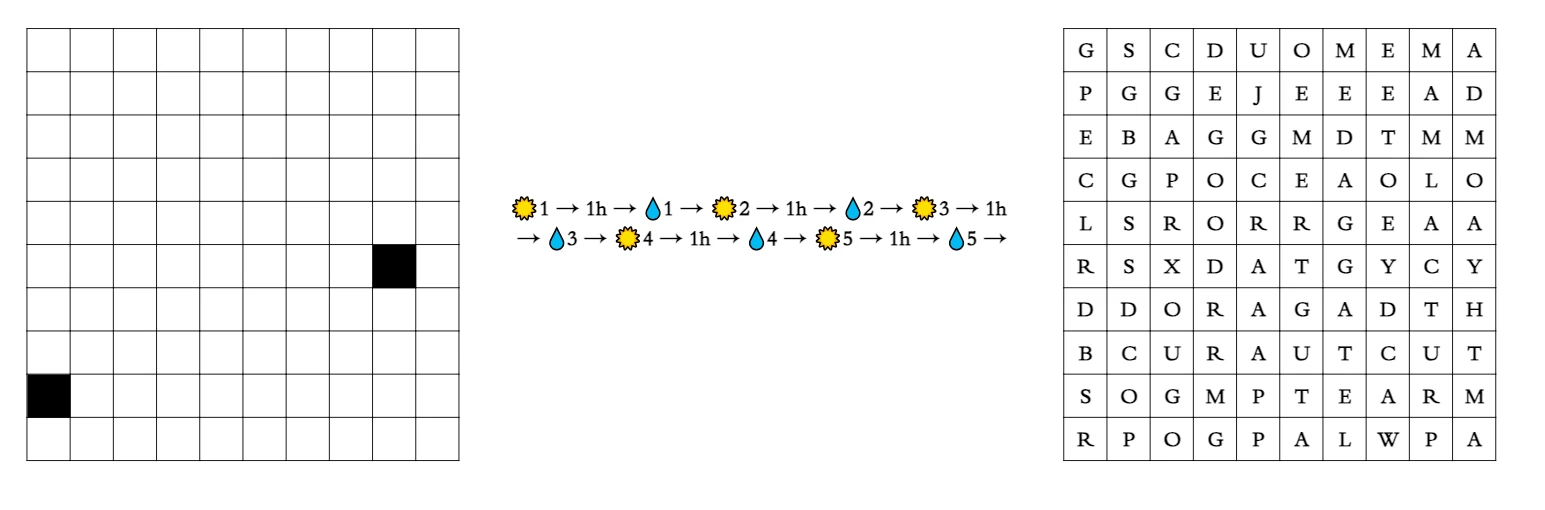 1 → 1h → 1 → 2 → 1h → 2 → 3 → 1h
→ 3 → 4 → 1h → 4 → 5 → 1h → 5 →
G S C D U O M E M A
P G G E J E E E A D
E B A G G M D T M M
C G P O C E A O L O
L S R O R R G E A A
R S X D A T G Y C Y
D D O R A G A D T H
B C U R A U T C U T
S O G M P T E A R M
R P O G P A L W P A